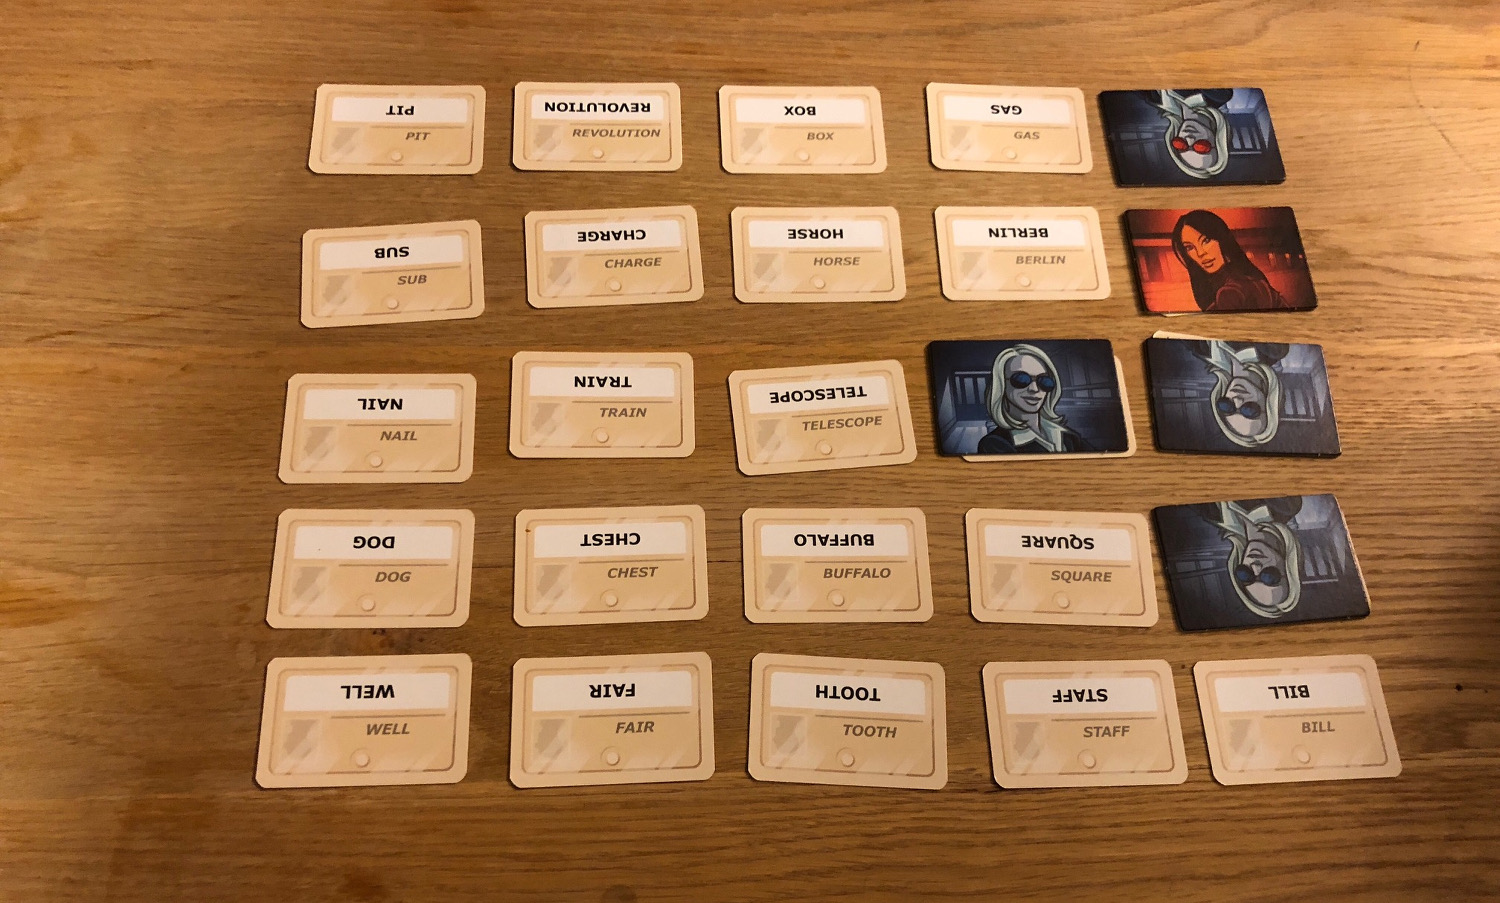 PIT
PIT
REVOLUTION
REVOLUTION
BOX
BOX
GAS
GAS
SUB
SUB
CHARGE
CHARGE
HORSE
HORSE
BERLIN
BERLIN
NAIL
NAIL
TRAIN
TRAIN
TELESCOPE
TELESCOPE
DOG
DOG
CHEST
CHEST
BUFFALO
BUFFALO
SQUARE
SQUARE
WELL
WELL
FAIR
FAIR
TOOTH
TOOTH
STAFF
STAFF
BILL
BILL